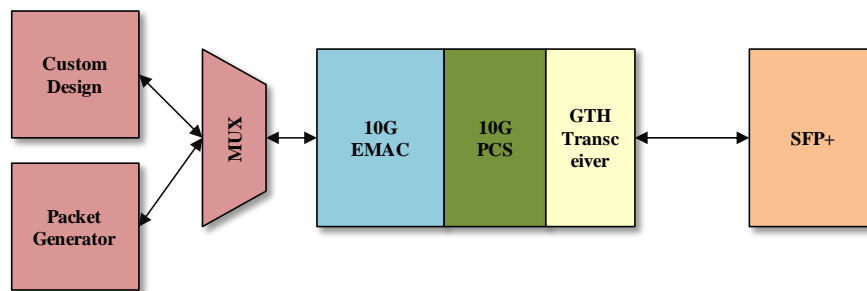 Custom
Design
Packet
Generator
MUX
10G
EMAC
10G
PCS
GTH
Transc
eiver
SFP+